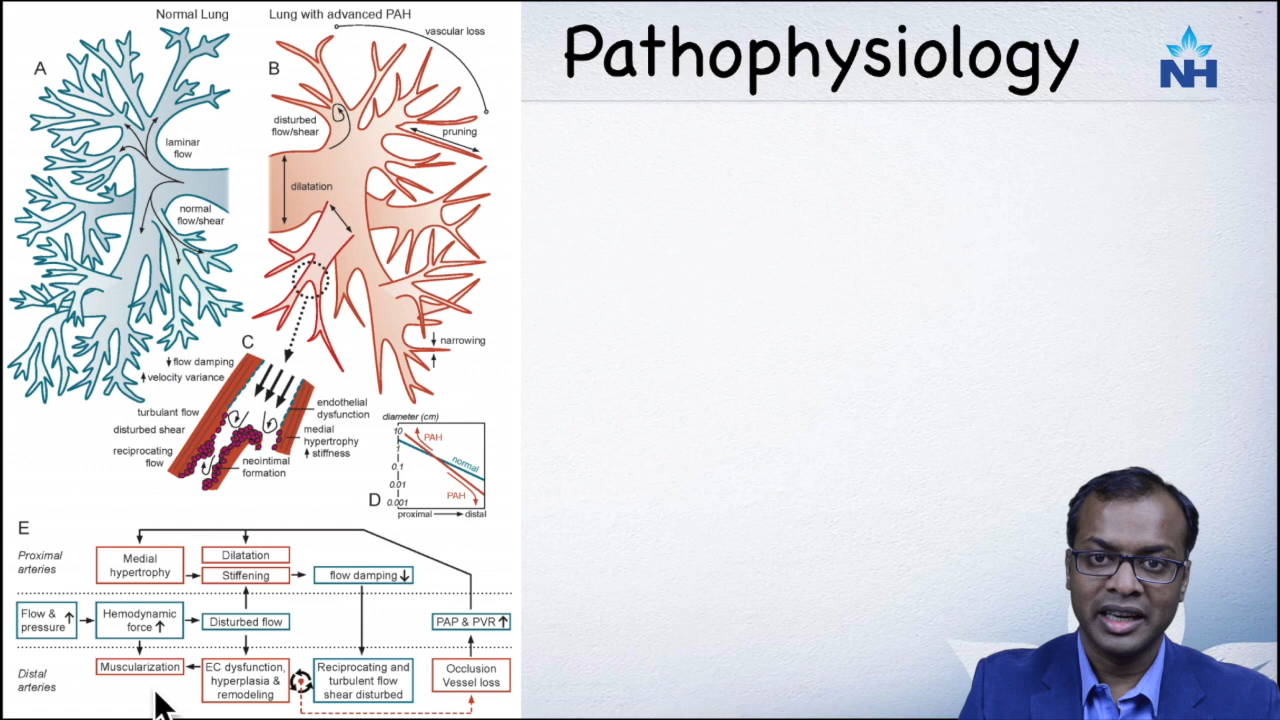 Normal Lung
Lung with advanced PAH
Pathophysiology
NH
A
B
vascular loss
disturbed
flow/shear
pruning
laminar
flow
dilatation
normal
flow/shear
narrowing
C
↓ flow damping
↑ velocity variance
turbulant flow
disturbed shear
reciprocating
flow
endothelial
dysfunction
medial
hypertrophy
↑ stiffness
neointimal
formation
diameter (cm)
10
1
0.1
0.01
0.001
PAH
normal
PAH
D
proximal → distal
E
Proximal
arteries
Medial
hypertrophy
Dilatation
Stiffening
flow damping ↓
Flow &
pressure ↑
Hemodynamic
force ↑
Disturbed flow
PAP & PVR ↑
Distal
arteries
Muscularization
EC dysfunction,
hyperplasia &
remodeling
Reciprocating and
turbulent flow
shear disturbed
Occlusion
Vessel loss